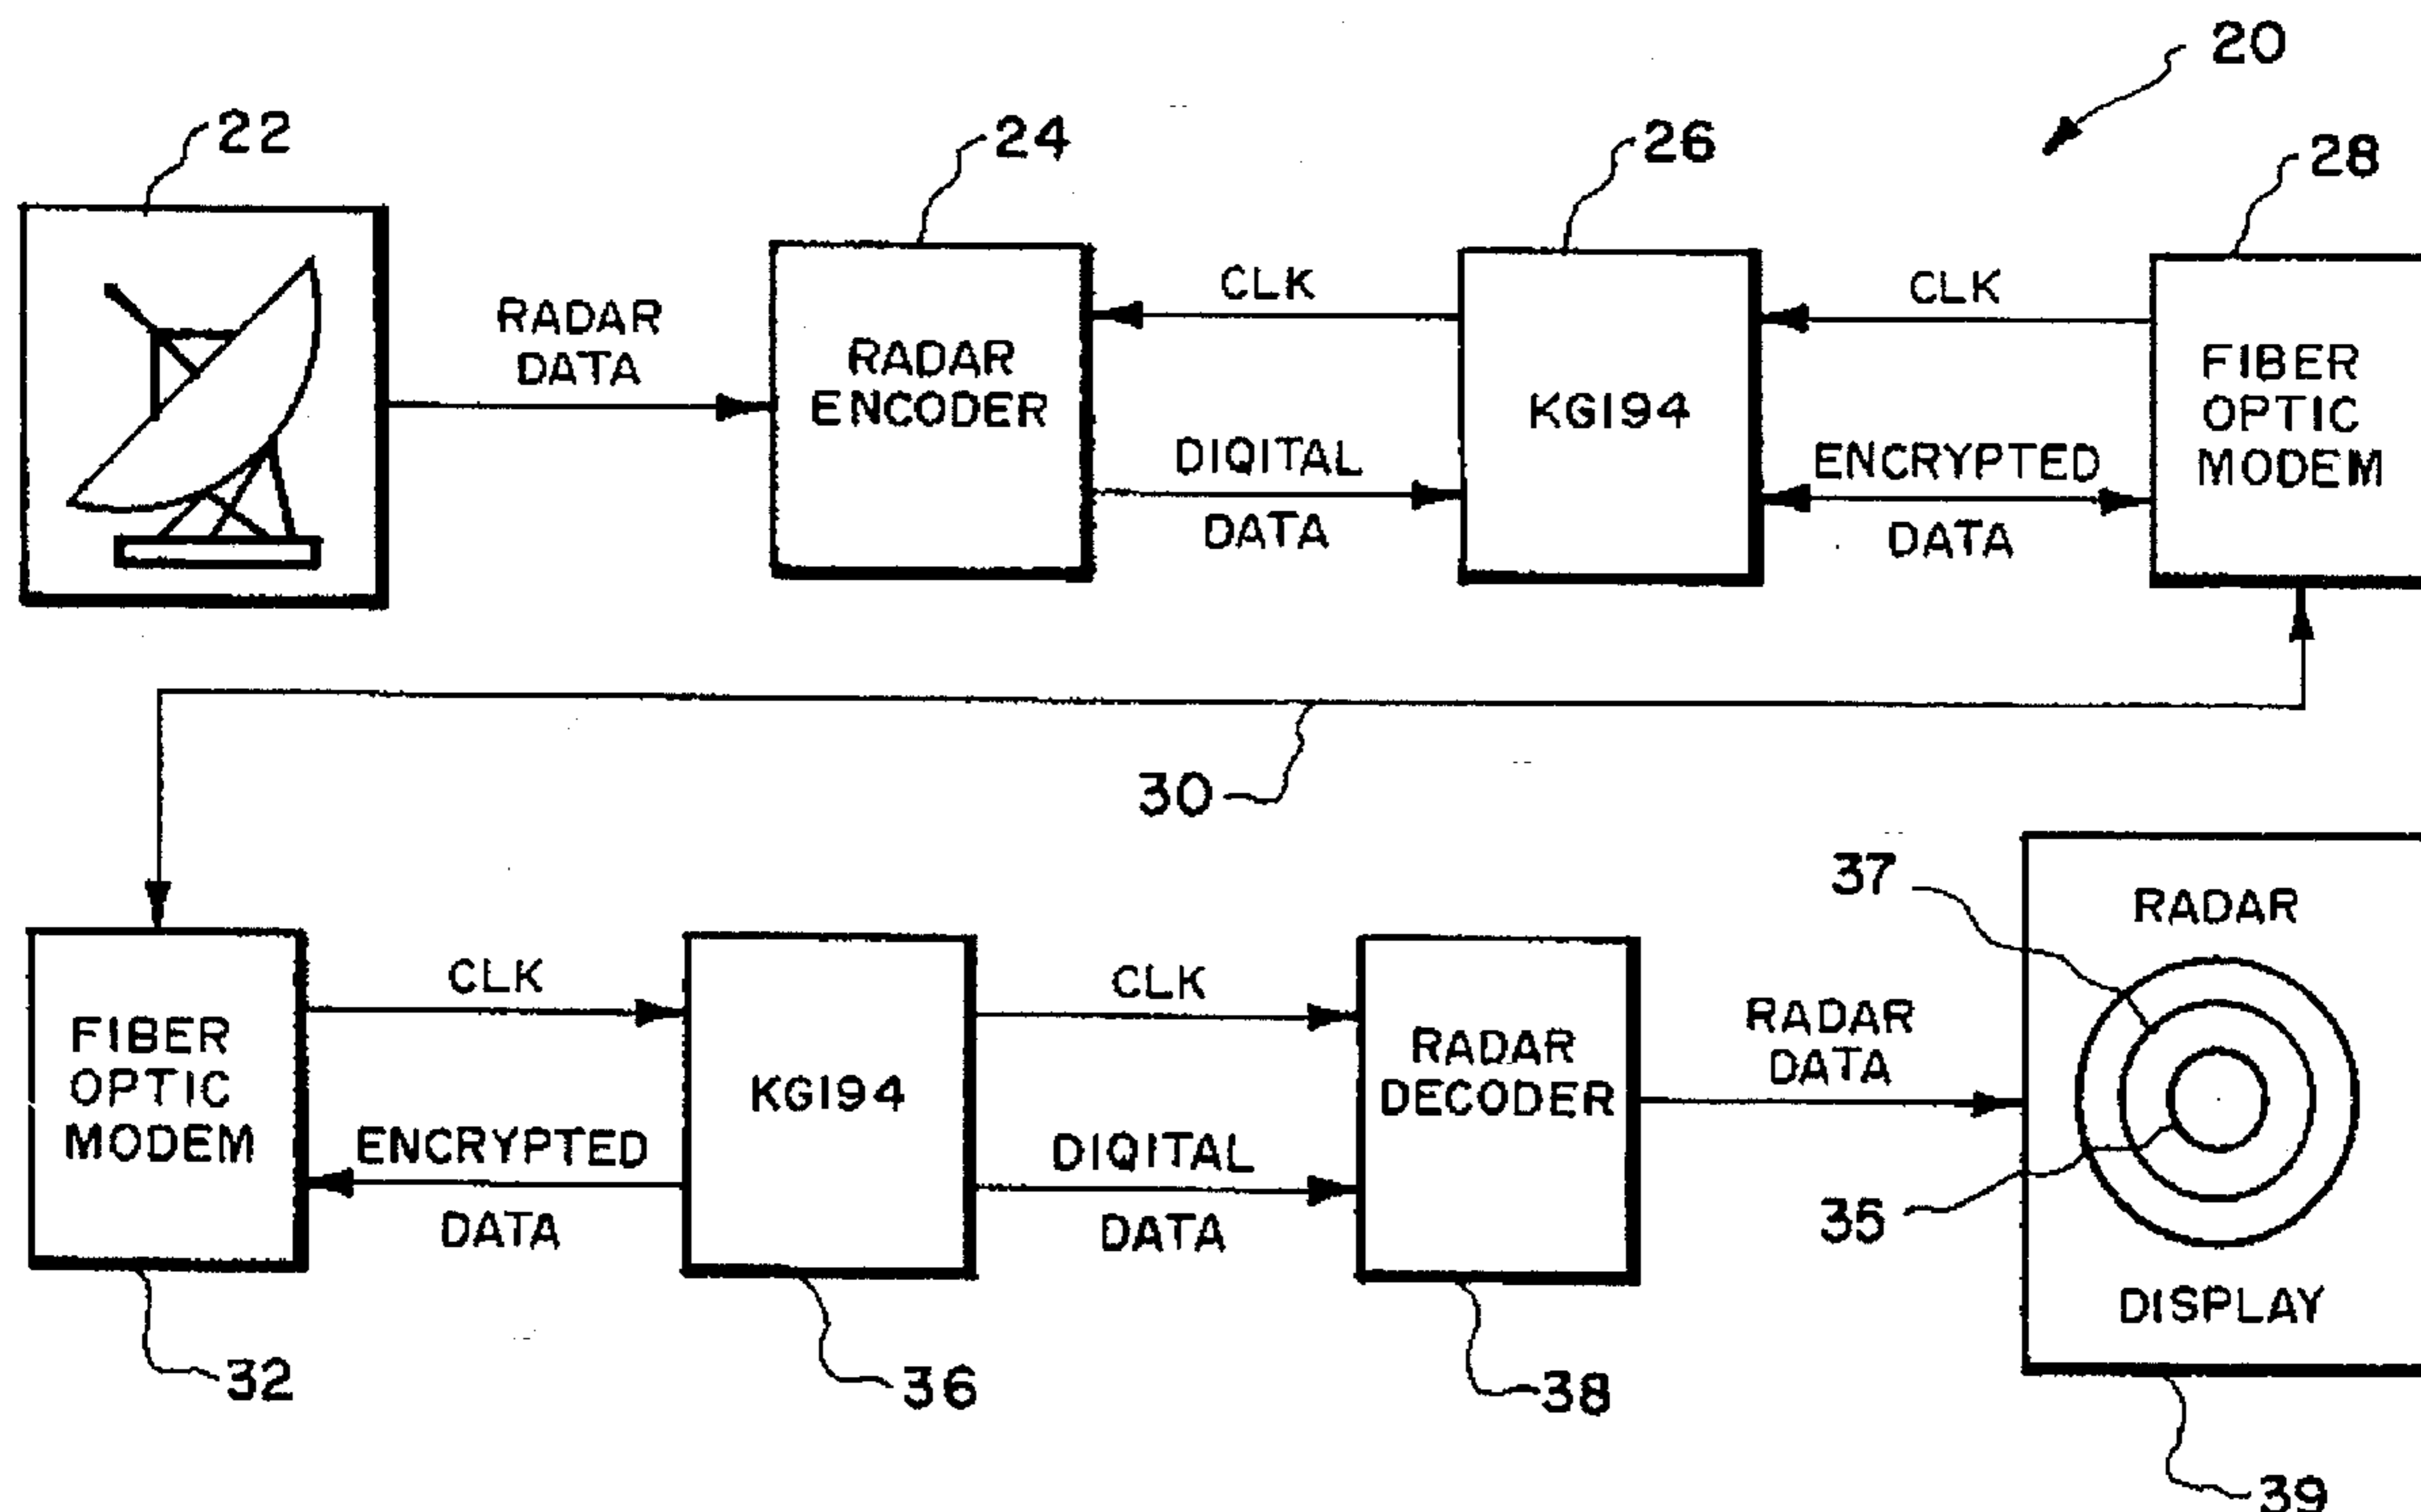 20
22
24
26
28
RADAR
DATA
RADAR
ENCODER
CLK
DIQITAL
DATA
KG194
CLK
ENCRYPTED
DATA
FIBER
OPTIC
MODEM
30
FIBER
OPTIC
MODEM
CLK
ENCRYPTED
DATA
KG194
CLK
DIQITAL
DATA
RADAR
DECODER
RADAR
DATA
37
35
RADAR
DISPLAY
32
36
38
39